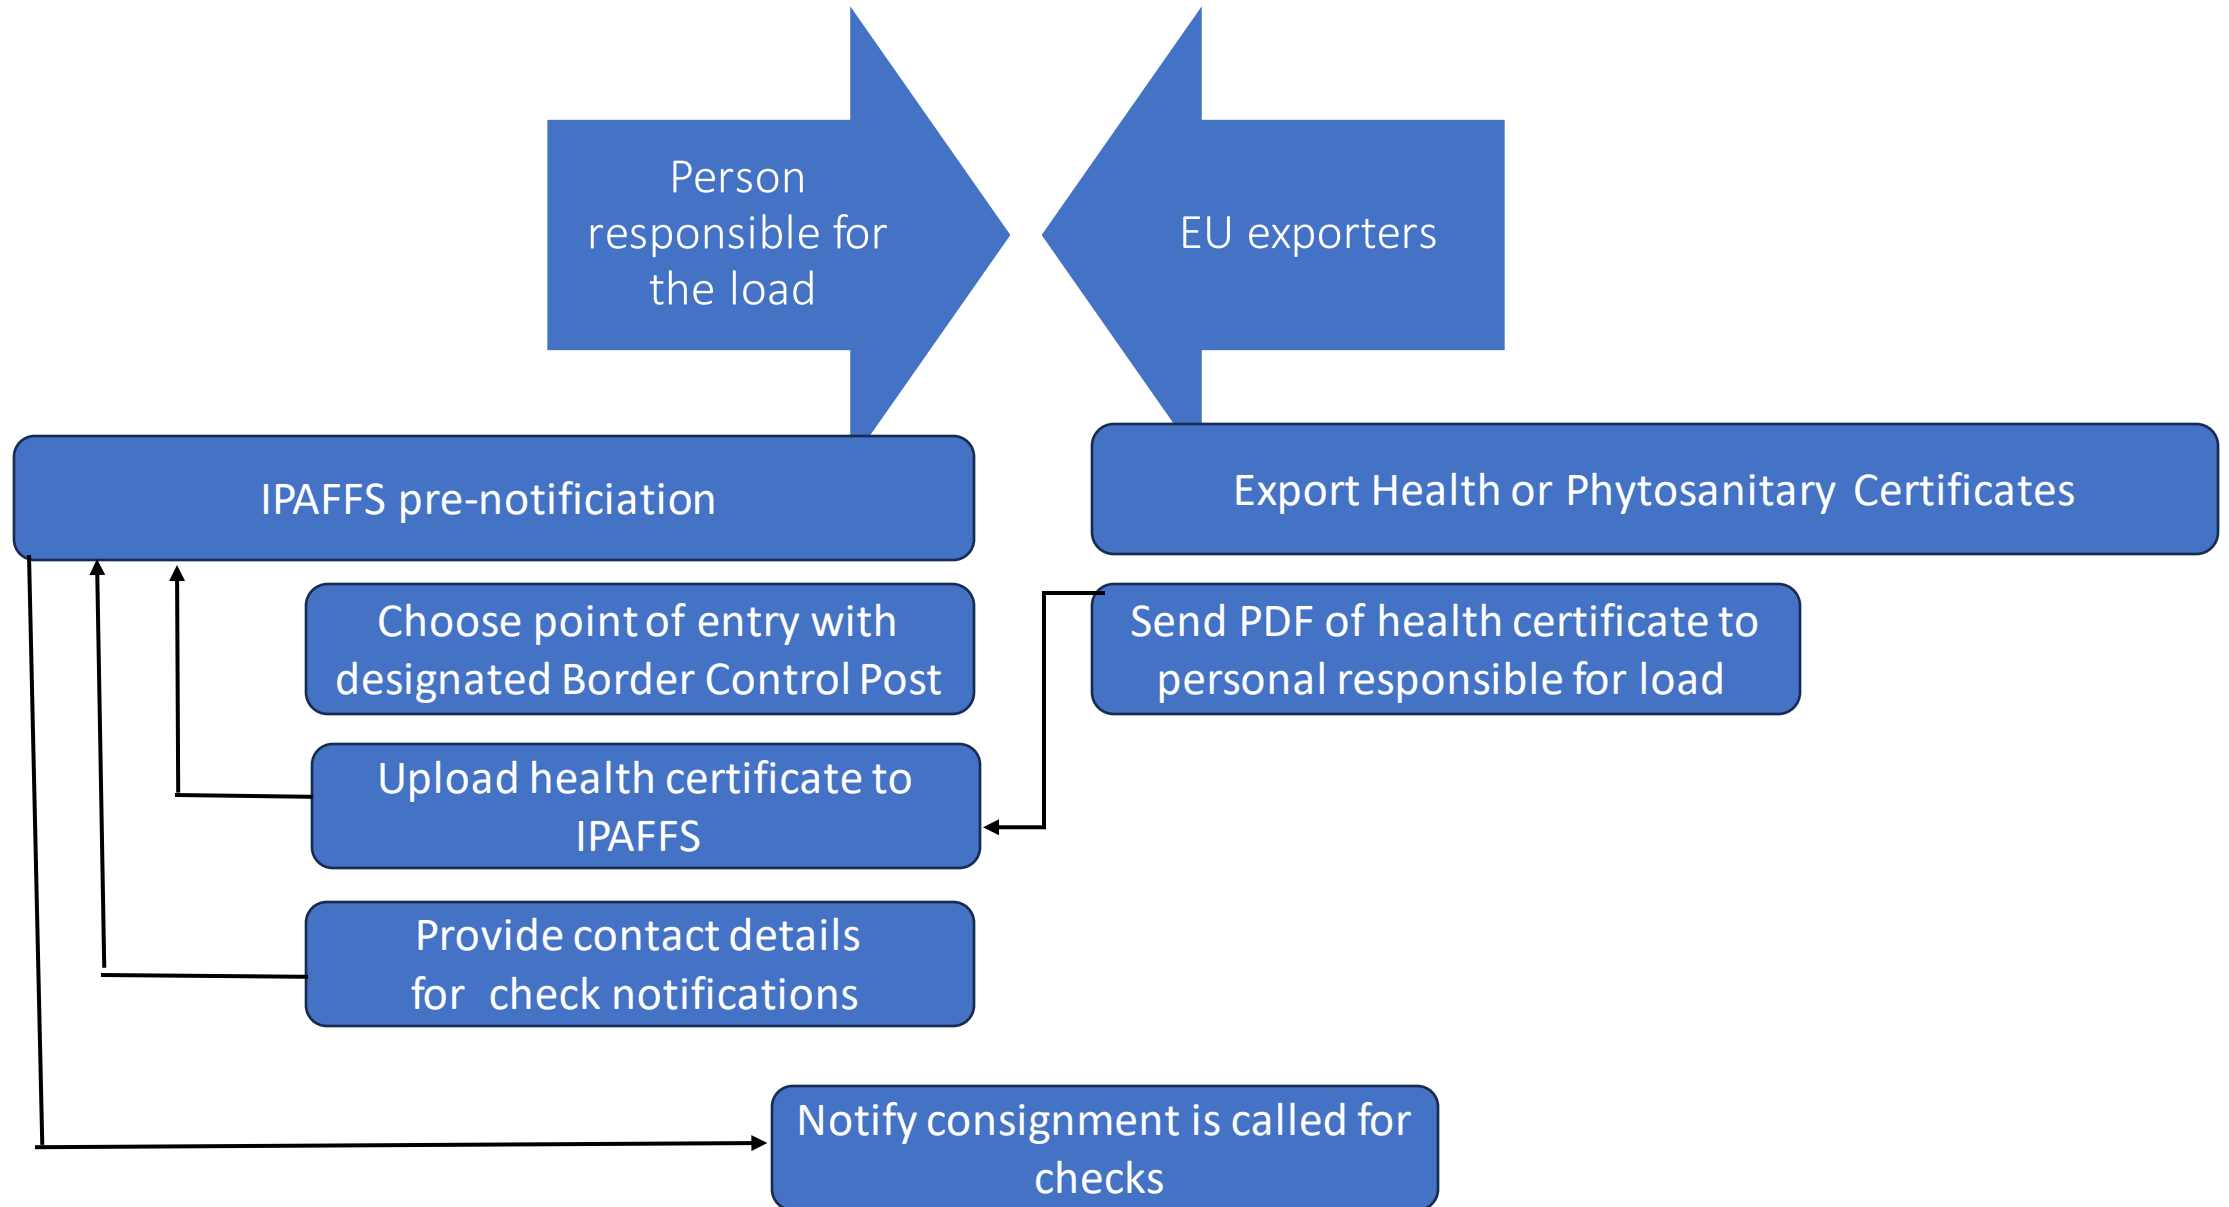 Person
responsible for
the load
EU exporters
IPAFFS pre-notificiation
Export Health or Phytosanitary Certificates
Choose point of entry with
designated Border Control Post
Send PDF of health certificate to
personal responsible for load
Upload health certificate to
IPAFFS
Provide contact details
for check notifications
Notify consignment is called for
checks